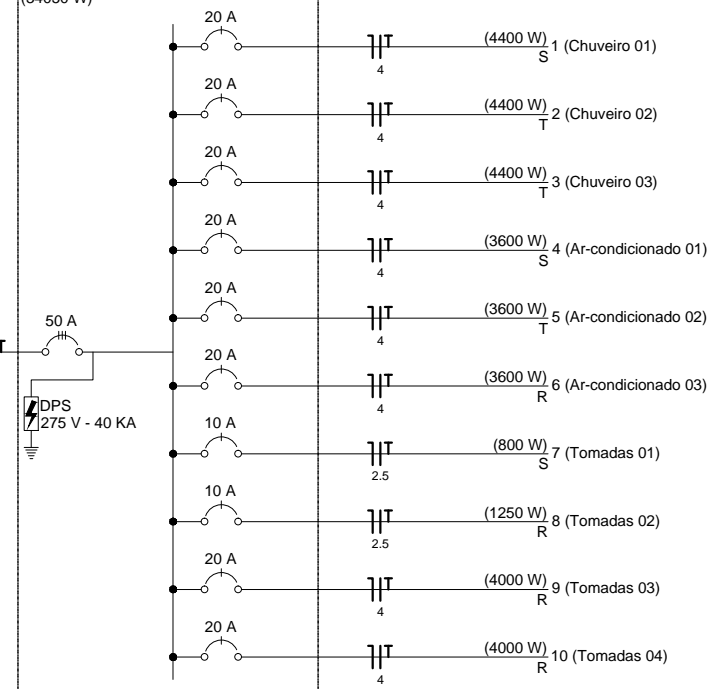 20 A
(4400 W) 1 (Chuveiro 01)
S
4
20 A
(4400 W) 2 (Chuveiro 02)
T
4
20 A
(4400 W) 3 (Chuveiro 03)
T
4
20 A
(3600 W) 4 (Ar-condicionado 01)
S
4
20 A
(3600 W) 5 (Ar-condicionado 02)
T
4
50 A
T
20 A
(3600 W) 6 (Ar-condicionado 03)
R
4
DPS
275 V - 40 KA
10 A
(800 W) 7 (Tomadas 01)
S
2.5
10 A
(1250 W) 8 (Tomadas 02)
R
2.5
20 A
(4000 W) 9 (Tomadas 03)
R
4
20 A
(4000 W) 10 (Tomadas 04)
R
4